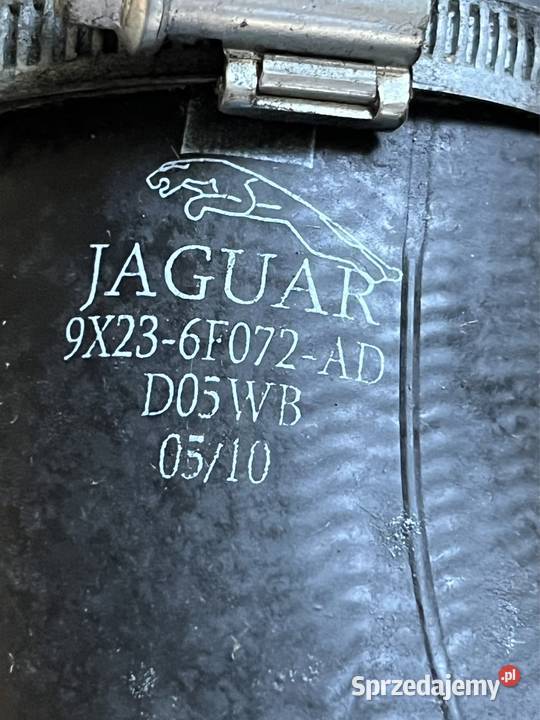 JAGUAR
9X23-6F072-AD
D05WB
05/10
Sprzedajemy.pl